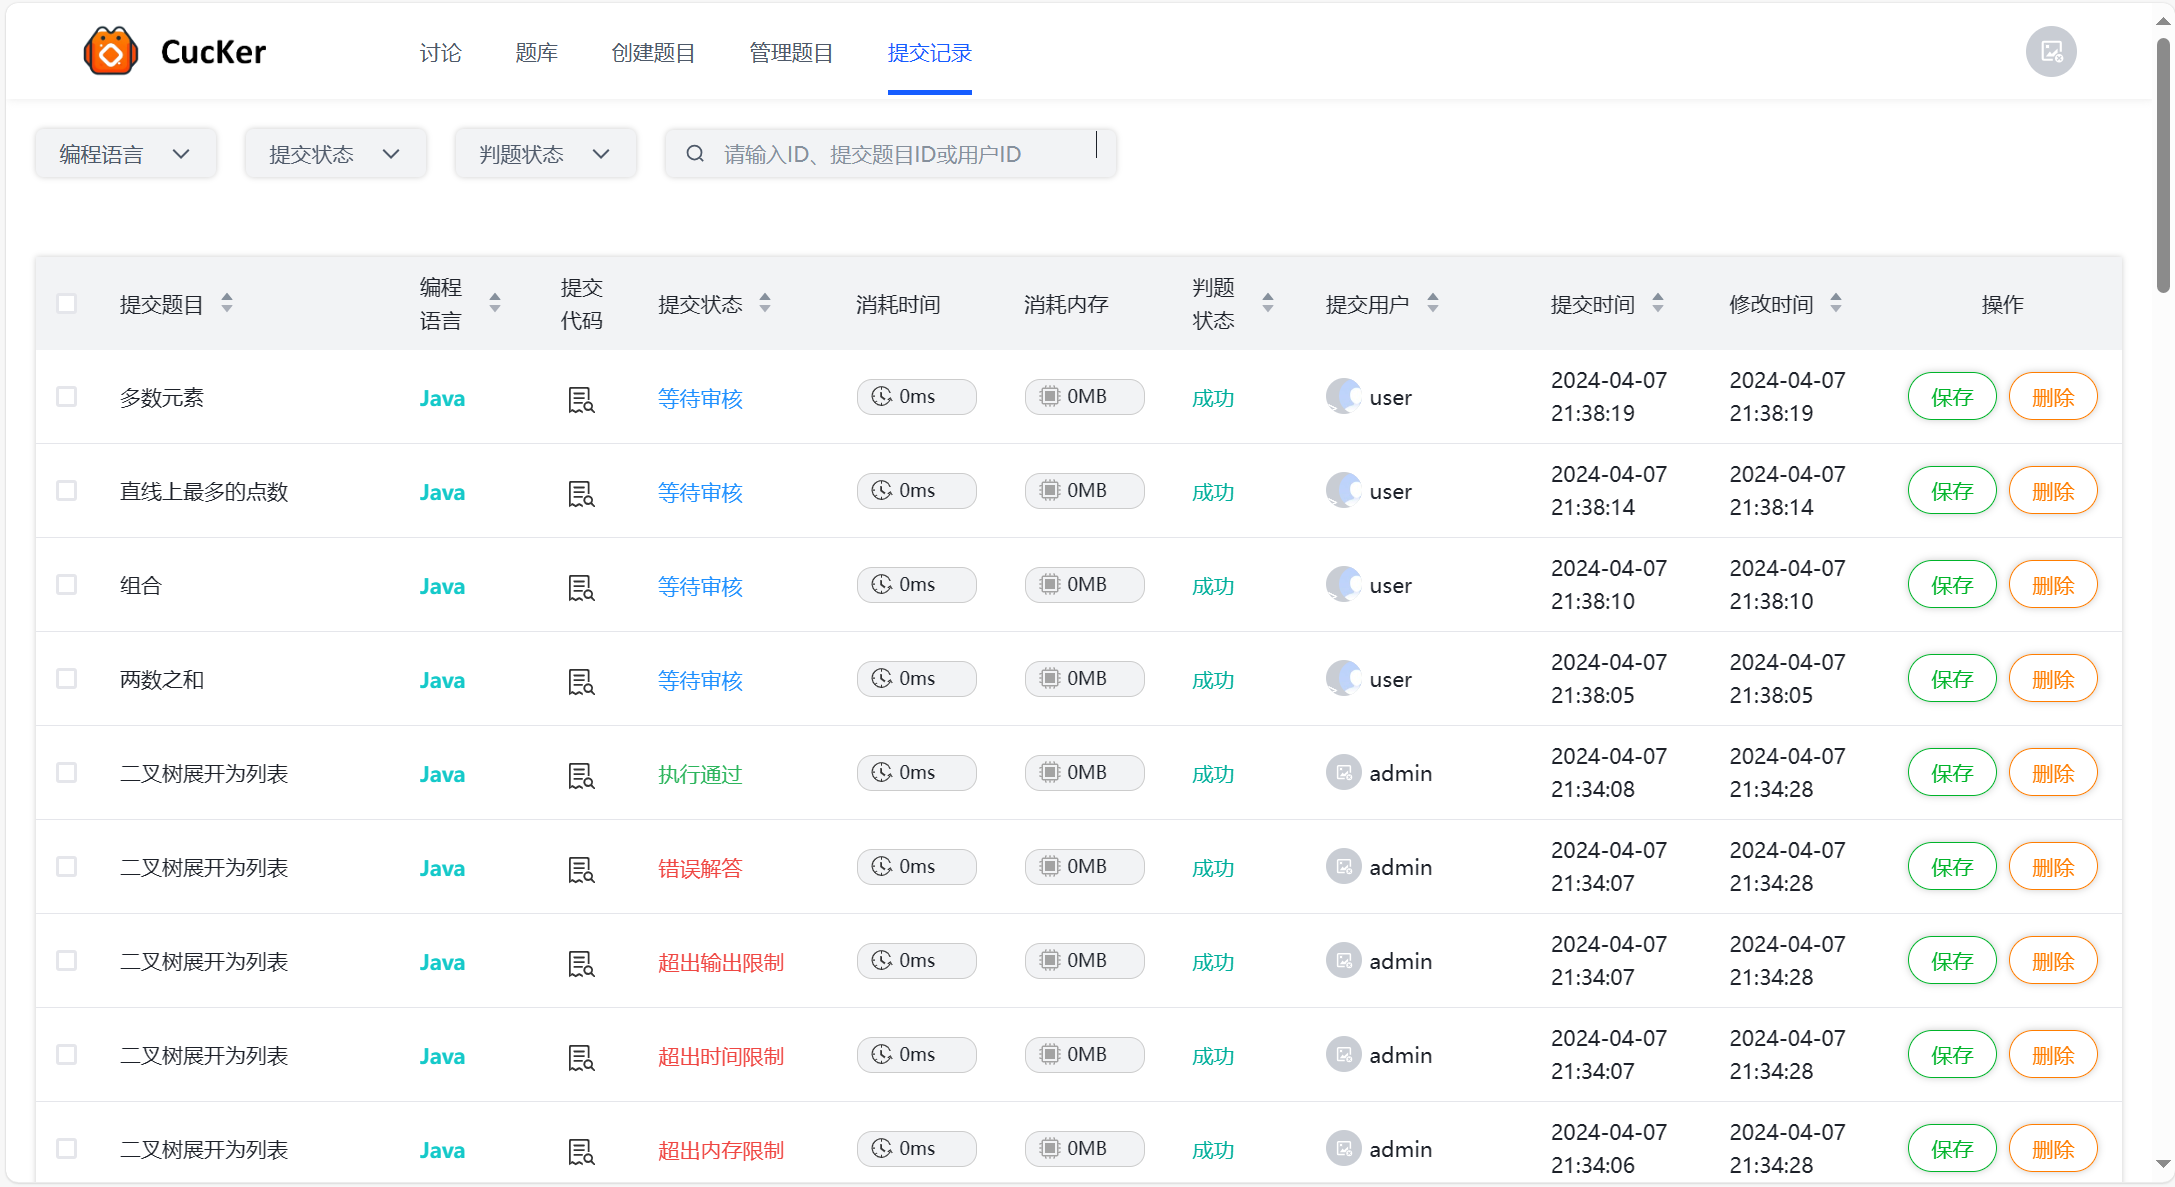 CucKer 讨论 题库 创建题目 管理题目 提交记录
编程语言 提交状态 判题状态 请输入ID、提交题目ID或用户ID
提交题目 编程语言 提交代码 提交状态 消耗时间 消耗内存 判题状态 提交用户 提交时间 修改时间 操作
多数元素 Java 等待审核 0ms 0MB 成功 user 2024-04-07 21:38:19 2024-04-07 21:38:19 保存 删除
直线上最多的点数 Java 等待审核 0ms 0MB 成功 user 2024-04-07 21:38:14 2024-04-07 21:38:14 保存 删除
组合 Java 等待审核 0ms 0MB 成功 user 2024-04-07 21:38:10 2024-04-07 21:38:10 保存 删除
两数之和 Java 等待审核 0ms 0MB 成功 user 2024-04-07 21:38:05 2024-04-07 21:38:05 保存 删除
二叉树展开为列表 Java 执行通过 0ms 0MB 成功 admin 2024-04-07 21:34:08 2024-04-07 21:34:28 保存 删除
二叉树展开为列表 Java 错误解答 0ms 0MB 成功 admin 2024-04-07 21:34:07 2024-04-07 21:34:28 保存 删除
二叉树展开为列表 Java 超出输出限制 0ms 0MB 成功 admin 2024-04-07 21:34:07 2024-04-07 21:34:28 保存 删除
二叉树展开为列表 Java 超出时间限制 0ms 0MB 成功 admin 2024-04-07 21:34:07 2024-04-07 21:34:28 保存 删除
二叉树展开为列表 Java 超出内存限制 0ms 0MB 成功 admin 2024-04-07 21:34:06 2024-04-07 21:34:28 保存 删除